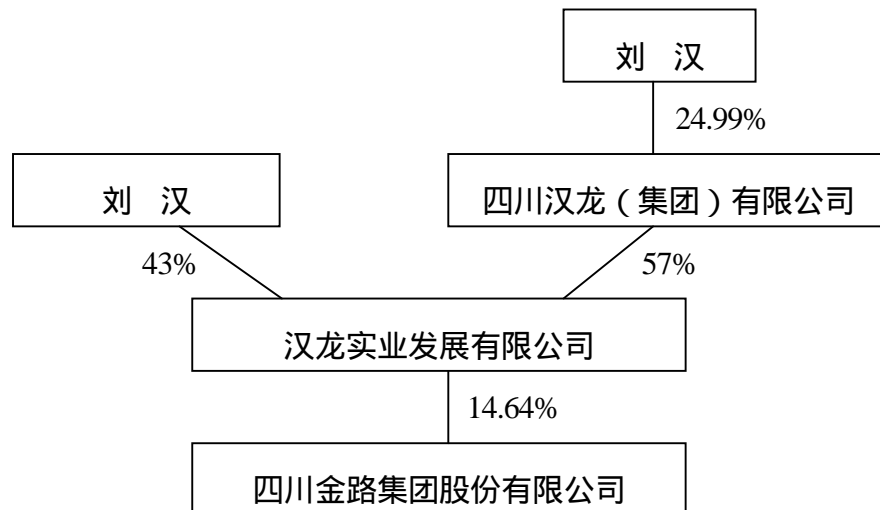 刘 汉
24.99%
刘 汉
四川汉龙（集团）有限公司
43%
57%
汉龙实业发展有限公司
14.64%
四川金路集团股份有限公司